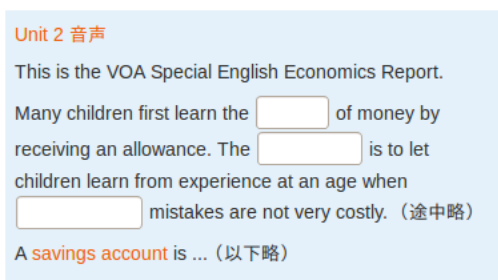 Unit 2 音声
This is the VOA Special English Economics Report.
Many children first learn the of money by
receiving an allowance. The is to let
children learn from experience at an age when
mistakes are not very costly. （途中略）
A savings account is ... （以下略）